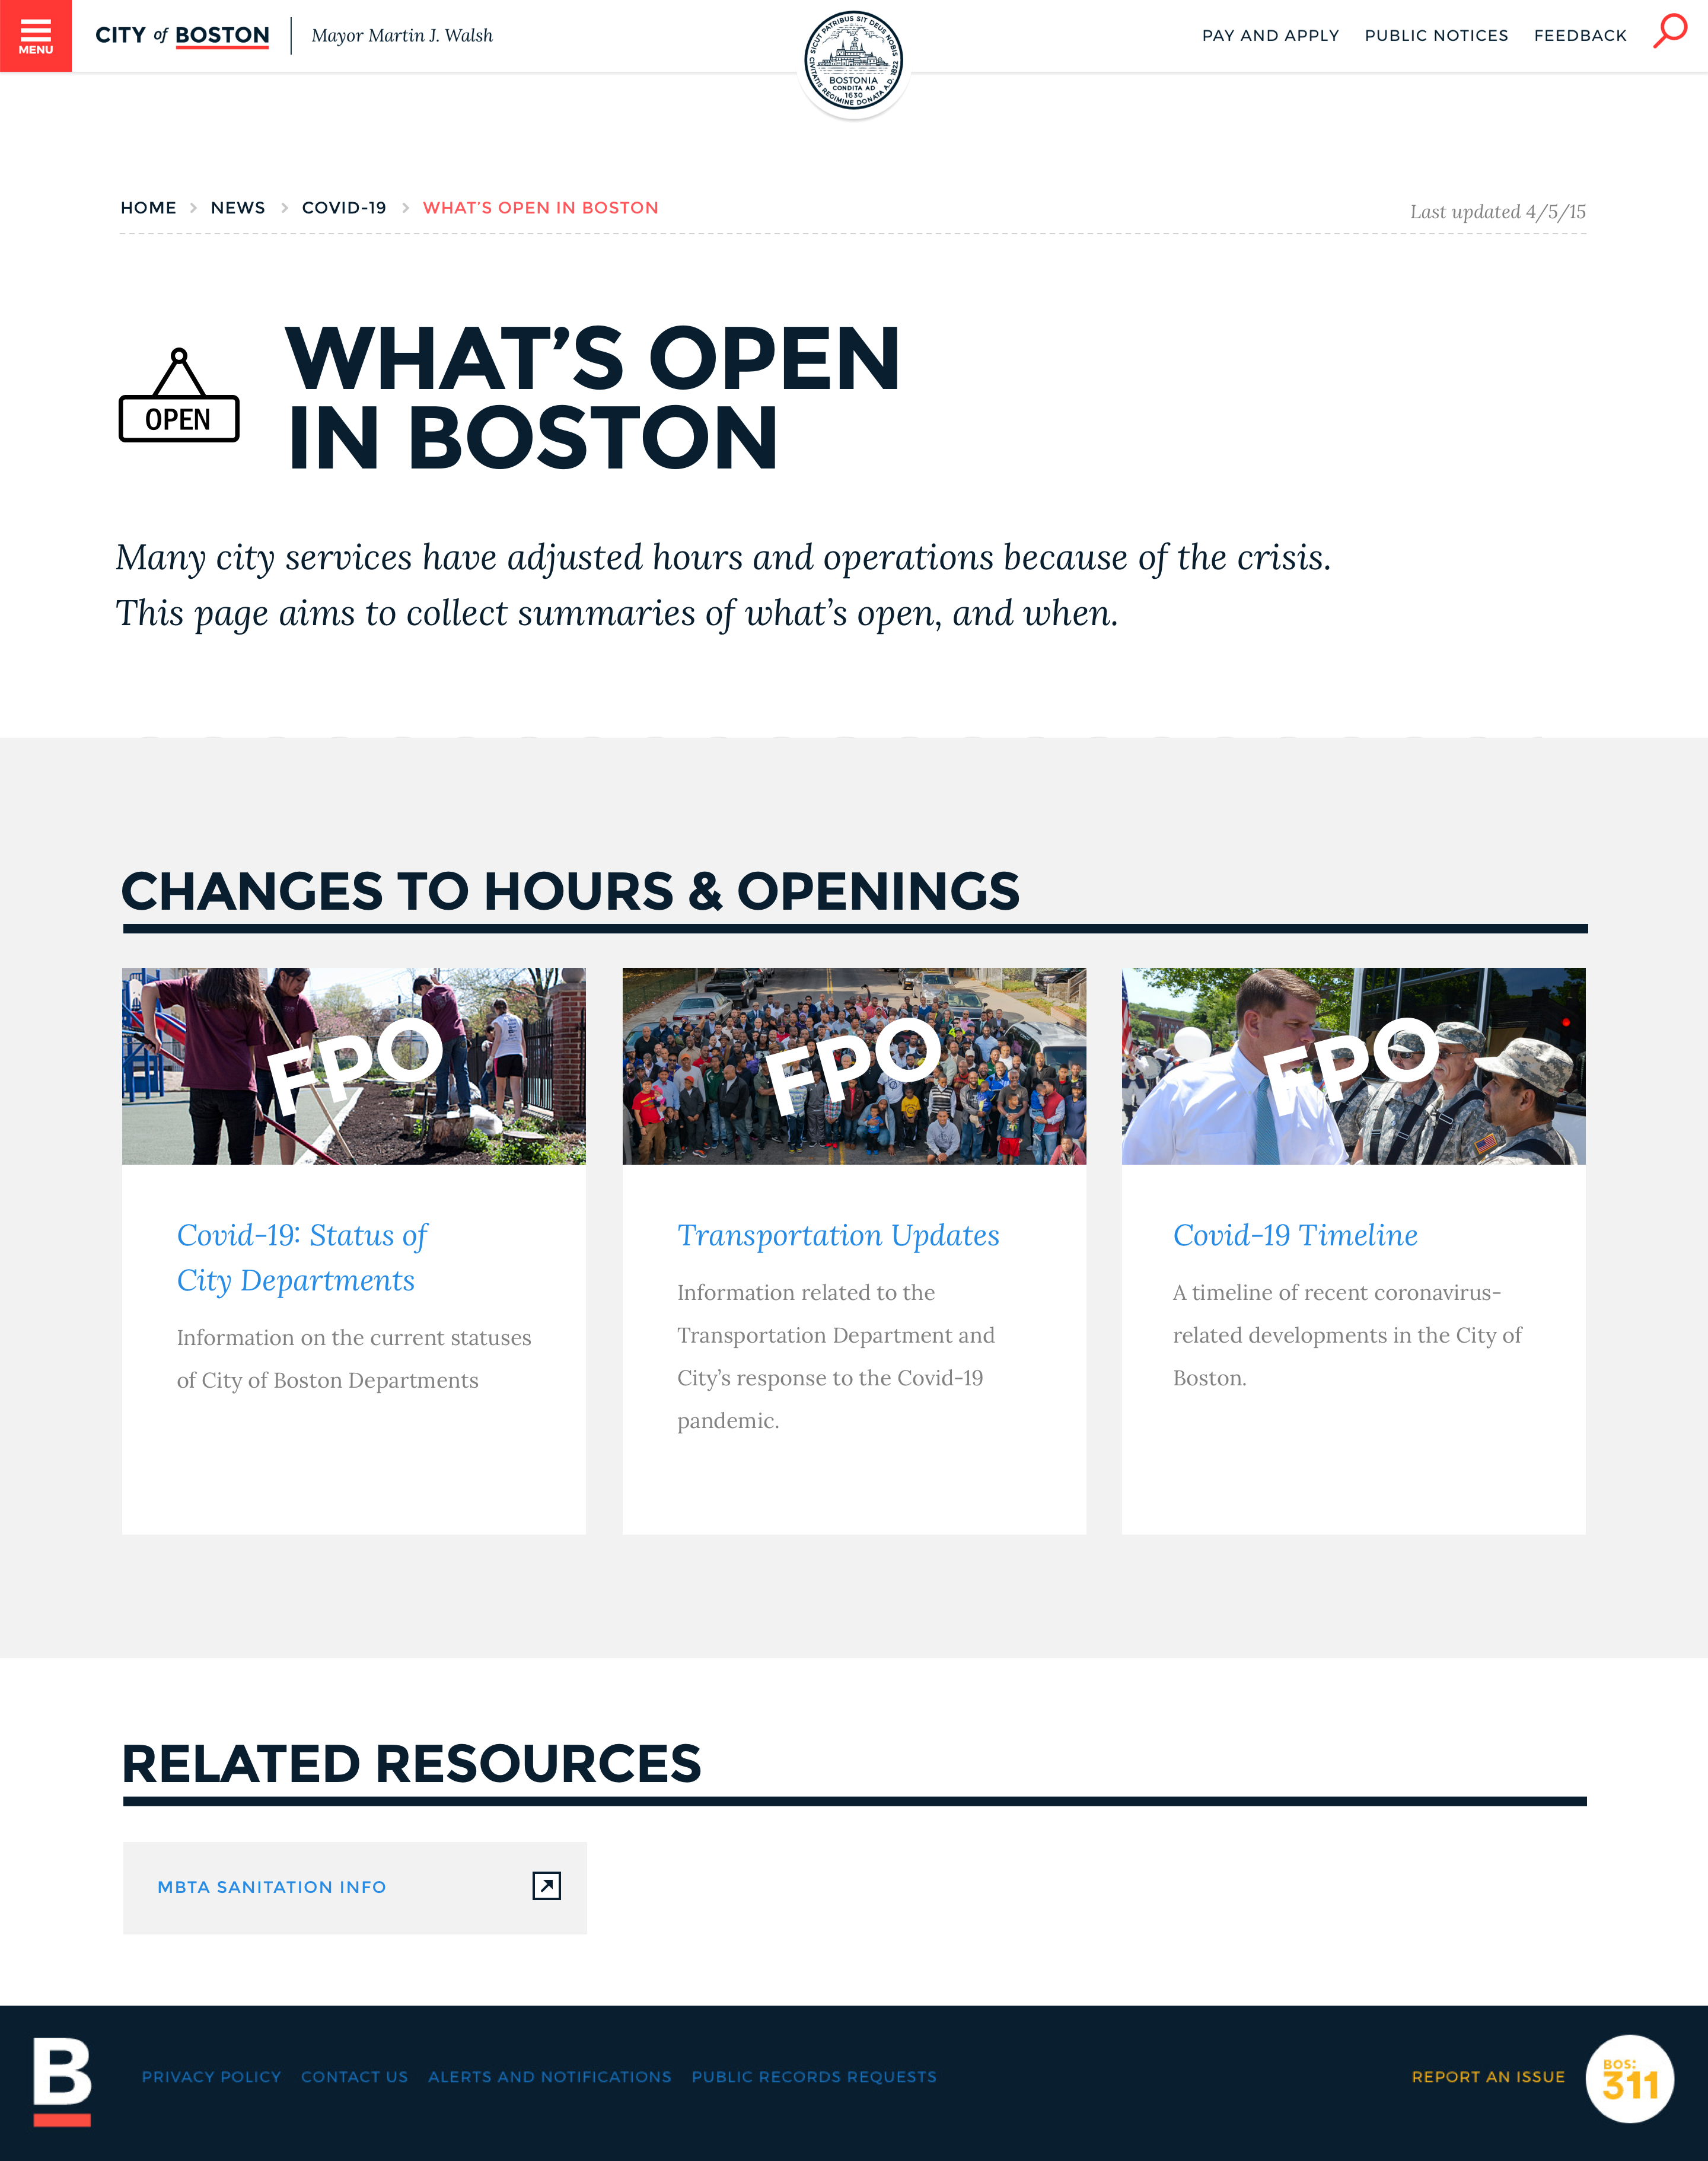 MENU
CITY of BOSTON
Mayor Martin J. Walsh
SICUT PATRIBUS SIT DEUS NOBIS
CIVITATIS REGIMINE DONATA A.D. 1822
BOSTONIA
CONDITA AD
1630
PAY AND APPLY PUBLIC NOTICES FEEDBACK
HOME > NEWS > COVID-19 > WHAT'S OPEN IN BOSTON
Last updated 4/5/15
OPEN
WHAT’S OPEN
IN BOSTON
Many city services have adjusted hours and operations because of the crisis.
This page aims to collect summaries of what’s open, and when.
CHANGES TO HOURS & OPENINGS
FPO
FPO
FPO
Covid-19: Status of
City Departments
Information on the current statuses
of City of Boston Departments
Transportation Updates
Information related to the
Transportation Department and
City’s response to the Covid-19
pandemic.
Covid-19 Timeline
A timeline of recent coronavirus-
related developments in the City of
Boston.
RELATED RESOURCES
MBTA SANITATION INFO
B
PRIVACY POLICY CONTACT US ALERTS AND NOTIFICATIONS PUBLIC RECORDS REQUESTS
REPORT AN ISSUE
BOS:
311